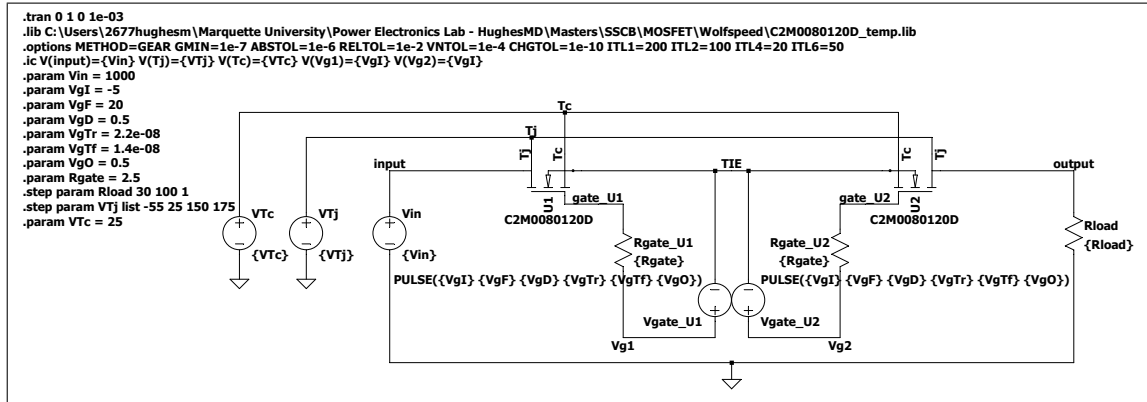 .tran 0 1 0 1e-03
.lib C:\Users\2677hughesm\Marquette University\Power Electronics Lab - HughesMD\Masters\SSCB\MOSFET\Wolfspeed\C2M0080120D_temp.lib
.options METHOD=GEAR GMIN=1e-7 ABSTOL=1e-6 RELTOL=1e-2 VNTOL=1e-4 CHGTOL=1e-10 ITL1=200 ITL2=100 ITL4=20 ITL6=50
.ic V(input)={Vin} V(Tj)={VTj} V(Tc)={VTc} V(Vg1)={VgI} V(Vg2)={VgI}
.param Vin = 1000
.param VgI = -5
.param VgF = 20
.param VgD = 0.5
.param VgTr = 2.2e-08
.param VgTf = 1.4e-08
.param VgO = 0.5
.param Rgate = 2.5
.step param Rload 30 100 1
.step param VTj list -55 25 150 175
.param VTc = 25
Tc
Tj
input
Tj
Tc
TIE
Tc
Tj
output
U1
gate_U1
gate_U2
U2
C2M0080120D
C2M0080120D
VTc
{VTc}
VTj
{VTj}
Vin
{Vin}
Rgate_U1
{Rgate}
Rgate_U2
{Rgate}
Rload
{Rload}
PULSE({VgI} {VgF} {VgD} {VgTr} {VgTf} {VgO})
PULSE({VgI} {VgF} {VgD} {VgTr} {VgTf} {VgO})
Vgate_U1
Vgate_U2
Vg1
Vg2